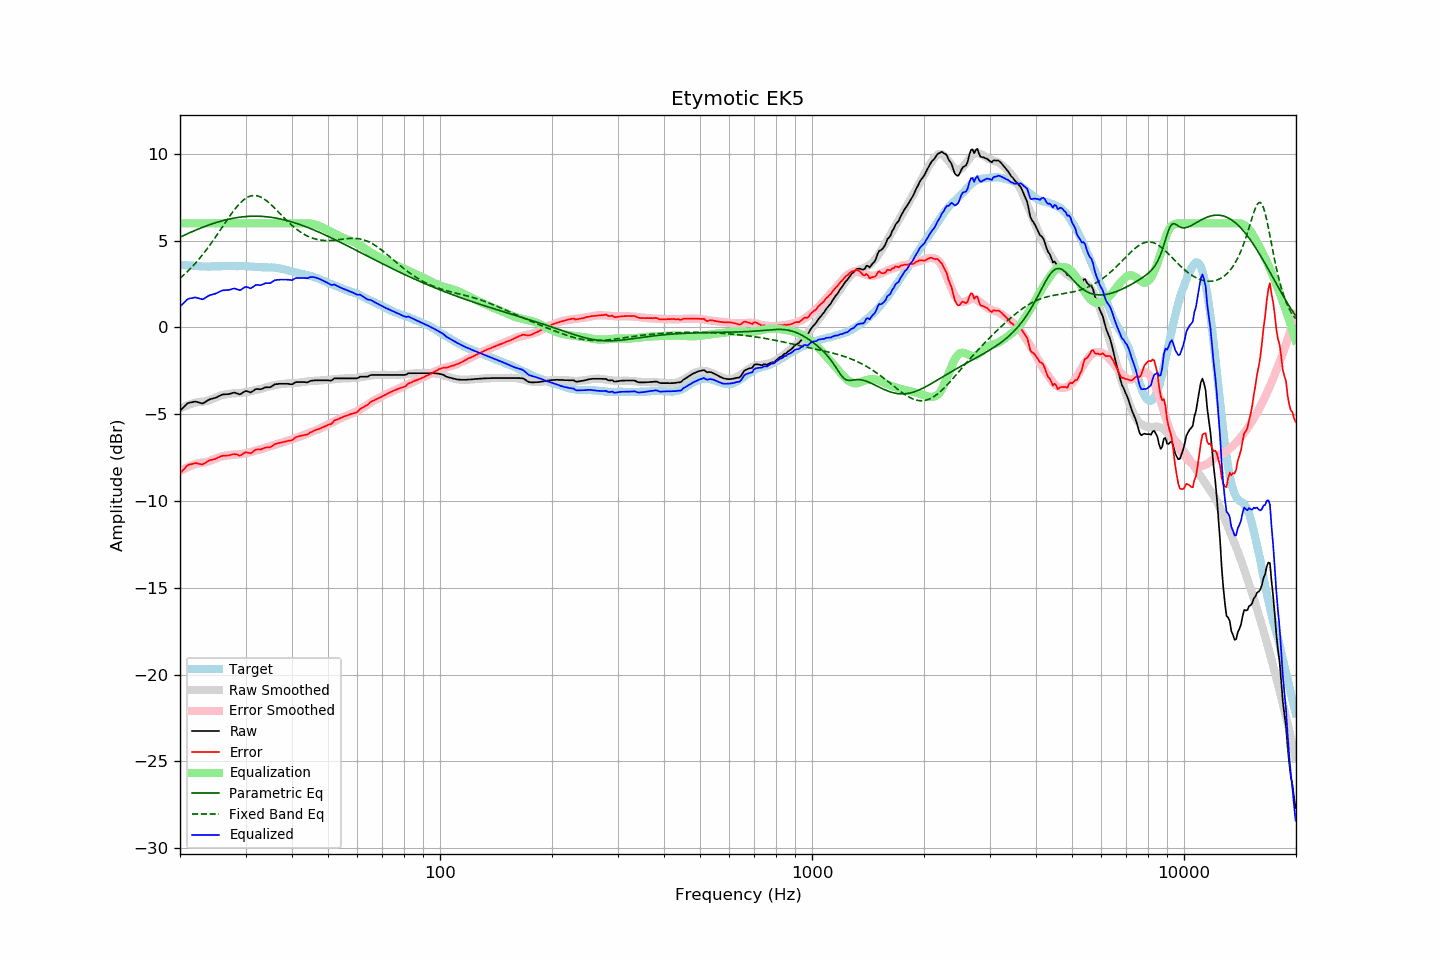 Etymotic EK5
Amplitude (dBr)
10
5
0
−5
−10
−15
−20
−25
−30
Target
Raw Smoothed
Error Smoothed
Raw
Error
Equalization
Parametric Eq
Fixed Band Eq
Equalized
100
1000
10000
Frequency (Hz)